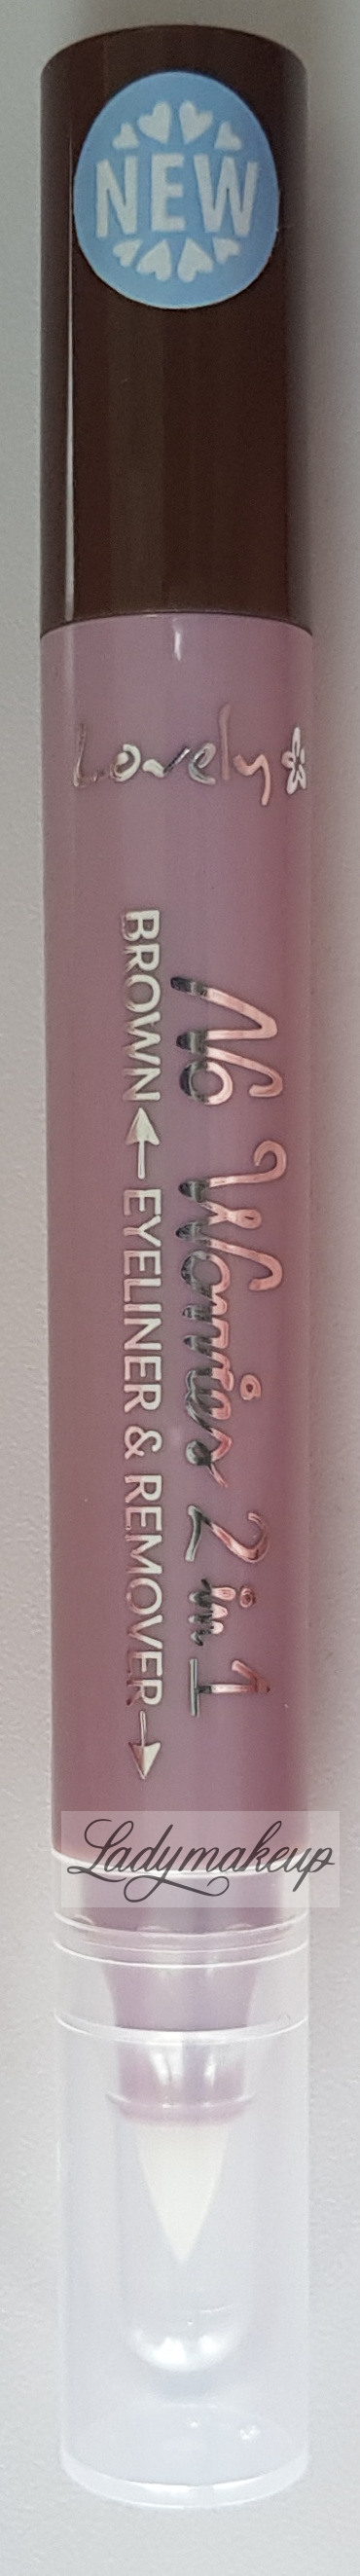 NEW
Lovely
No Worries 2 in 1
BROWN ← EYELINER & REMOVER →
Ladymakeup